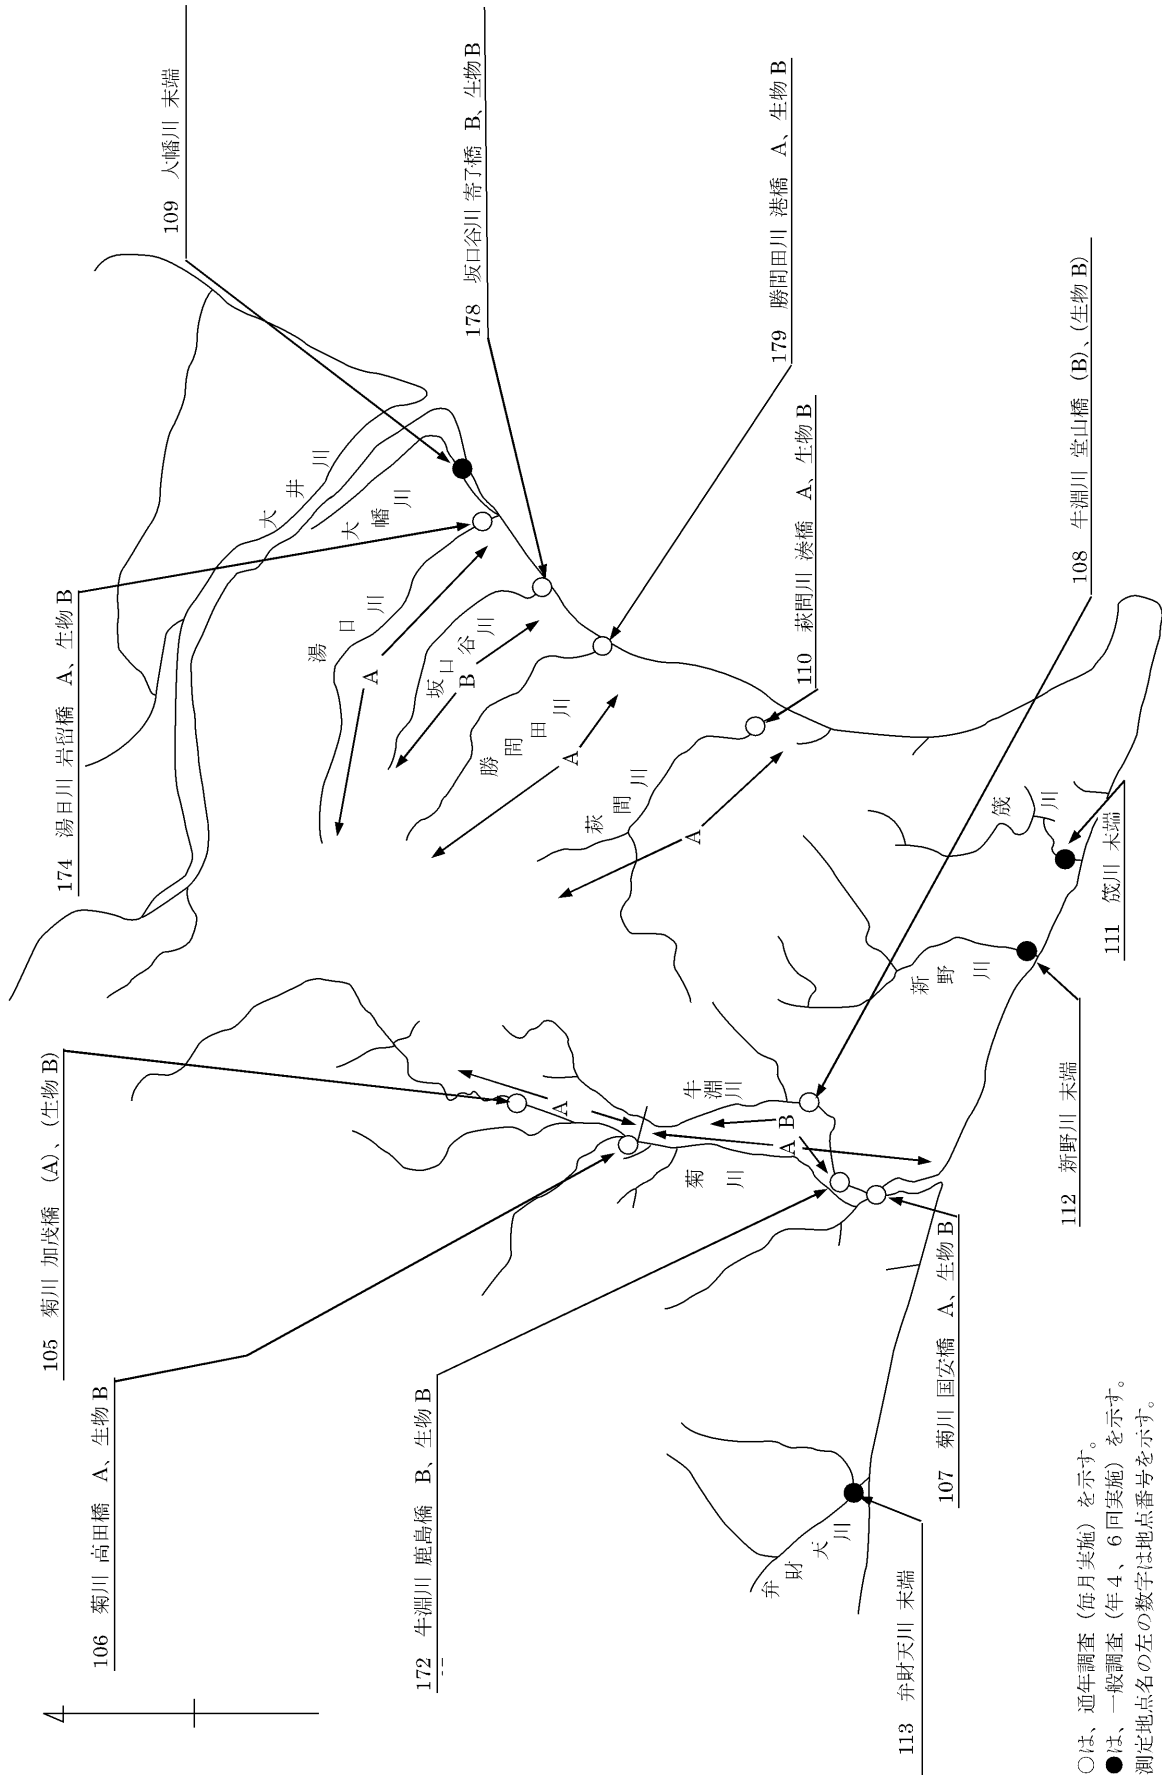 105 菊川 加茂橋 (A)、(生物 B)
106 菊川 高田橋 A、生物 B
172 牛淵川 鹿島橋 B、生物 B
107 菊川 国安橋 A、生物 B
113 弁財天川 末端
112 新野川 末端
111 筬川 末端
108 牛淵川 堂山橋 (B)、(生物 B)
110 萩間川 湊橋 A、生物 B
179 勝間田川 港橋 A、生物 B
178 坂口谷川 寄子橋 B、生物 B
109 大幡川 末端
174 湯日川 岩留橋 A、生物 B
大井川
大幡川
湯日川
A
坂口谷川
B
勝間田川
A
萩間川
A
筬川
新野川
牛淵川
菊川
A
B
A
弁財天川
○は、通年調査(毎月実施)を示す。
●は、一般調査(年4、6回実施)を示す。
測定地点名の左の数字は地点番号を示す。